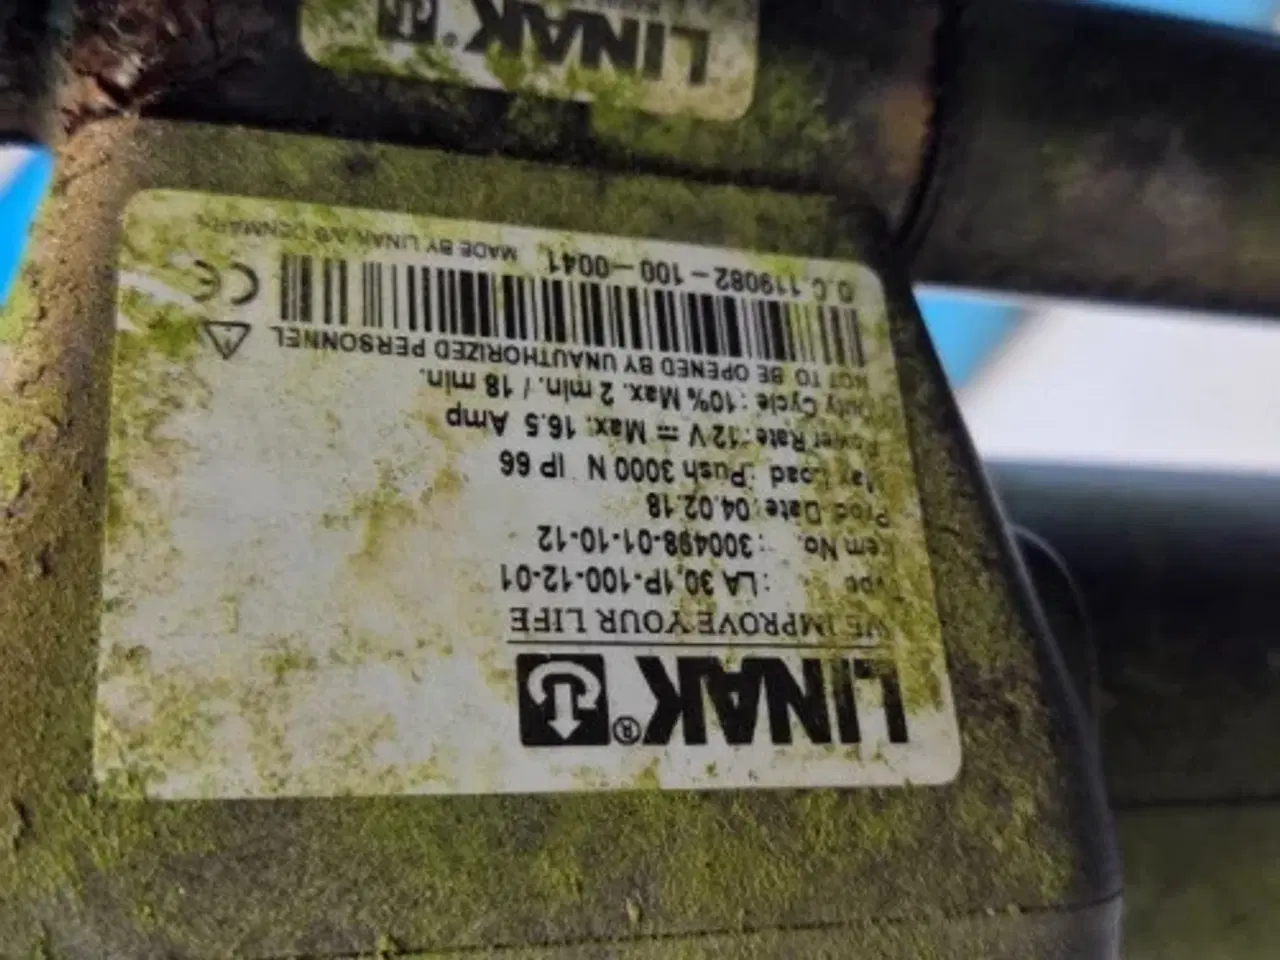 LINAK®
WE IMPROVE YOUR LIFE
Type : LA 30.1P-100-12-01
Item No. : 300498-01-10-12
Prod. Date : 04.02.18
Max Load : Push 3000 N IP 66
Power Rate : 12 V ⎓ Max. 16.5 Amp
Duty Cycle : 10% Max. 2 min. / 18 min.
NOT TO BE OPENED BY UNAUTHORIZED PERSONNEL
CE
O.C. 119082-100-0041
MADE BY LINAK A/S DENMARK
LINAK®